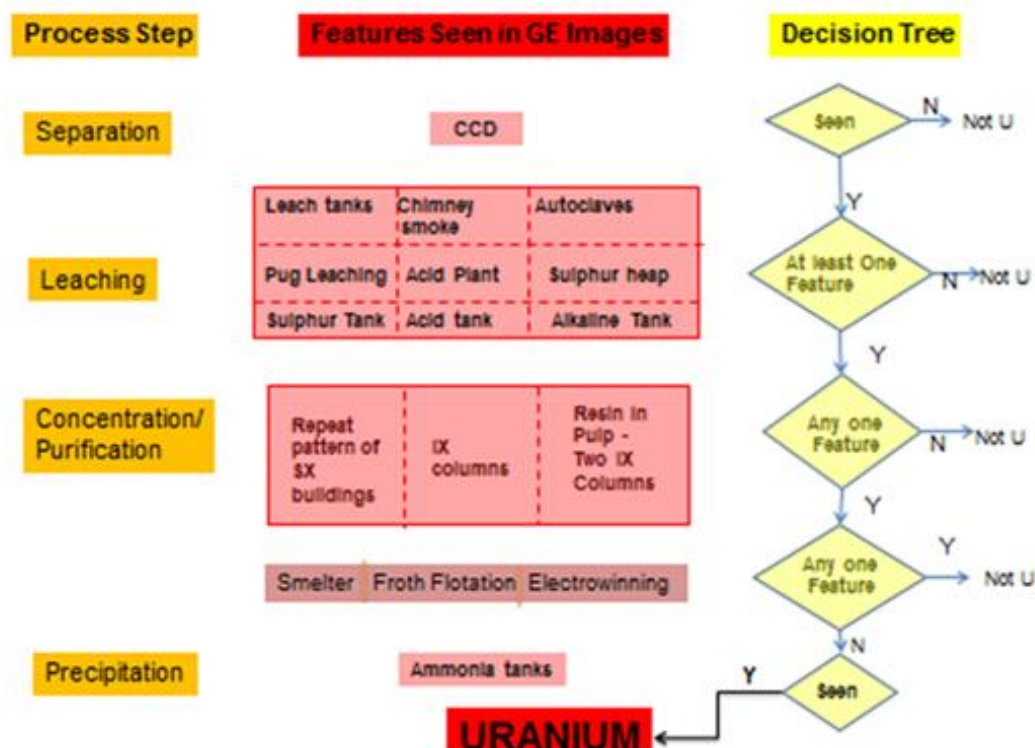 Process Step
Features Seen in GE Images
Decision Tree
Separation
CCD
Seen
N
Not U
Y
Leaching
Leach tanks
Chimney
smoke
Autoclaves
Pug Leaching
Acid Plant
Sulphur heap
Sulphur Tank
Acid tank
Alkaline Tank
At least One
Feature
N
Not U
Y
Concentration/
Purification
Repeat
pattern of
SX
buildings
IX
columns
Resin in
Pulp -
Two IX
Columns
Any one
Feature
N
Not U
Y
Smelter
Froth Flotation
Electrowinning
Any one
Feature
Y
Not U
N
Precipitation
Ammonia tanks
Seen
Y
URANIUM